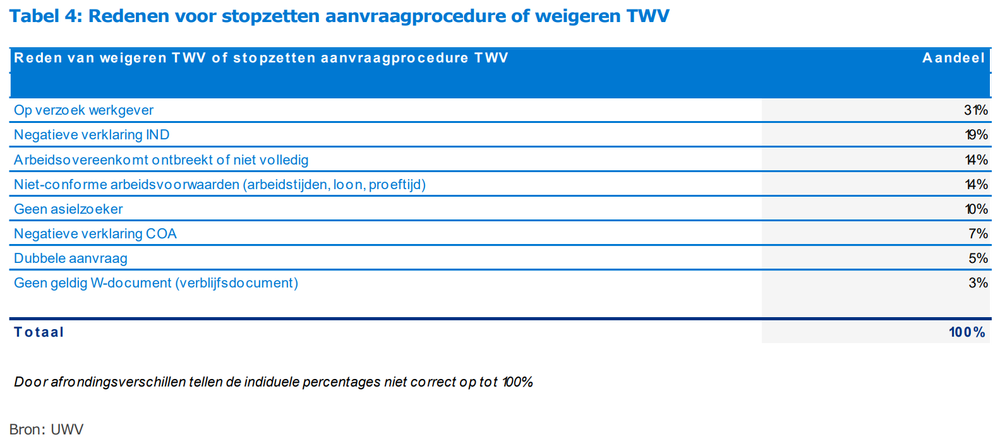 Tabel 4: Redenen voor stopzetten aanvraagprocedure of weigeren TWV
Reden van weigeren TWV of stopzetten aanvraagprocedure TWV Aandeel
Op verzoek werkgever 31%
Negatieve verklaring IND 19%
Arbeidsovereenkomt ontbreekt of niet volledig 14%
Niet-conforme arbeidsvoorwaarden (arbeidstijden, loon, proeftijd) 14%
Geen asielzoeker 10%
Negatieve verklaring COA 7%
Dubbele aanvraag 5%
Geen geldig W-document (verblijfsdocument) 3%
Totaal 100%
Door afrondingsverschillen tellen de indiduele percentages niet correct op tot 100%
Bron: UWV